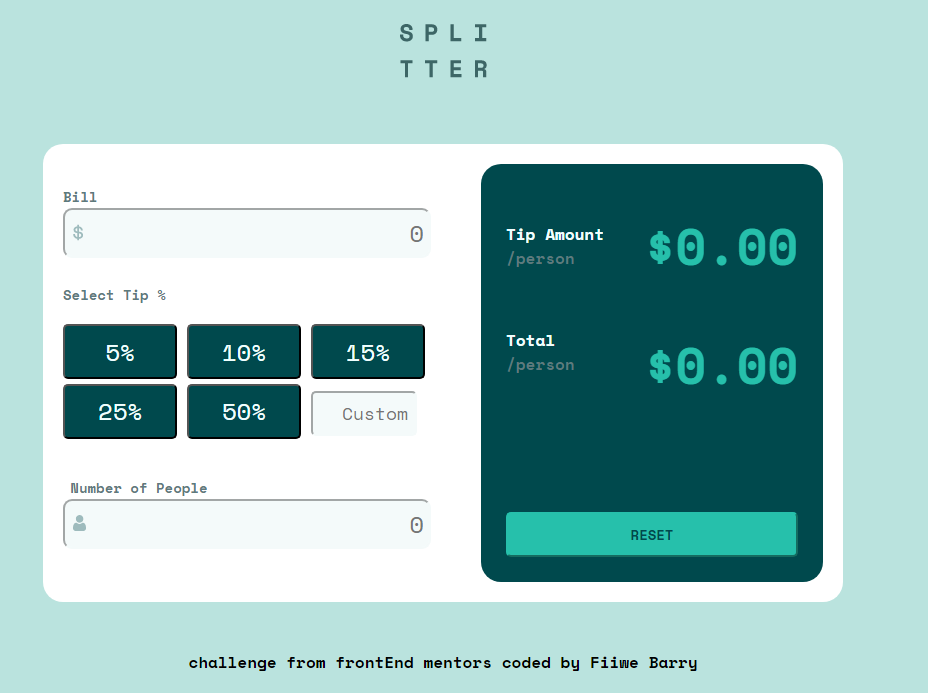 SPLI
TTER
Bill
$ 0
Select Tip %
5% 10% 15%
25% 50% Custom
Number of People
0
Tip Amount
/person
$0.00
Total
/person
$0.00
RESET
challenge from frontEnd mentors coded by Fiiwe Barry